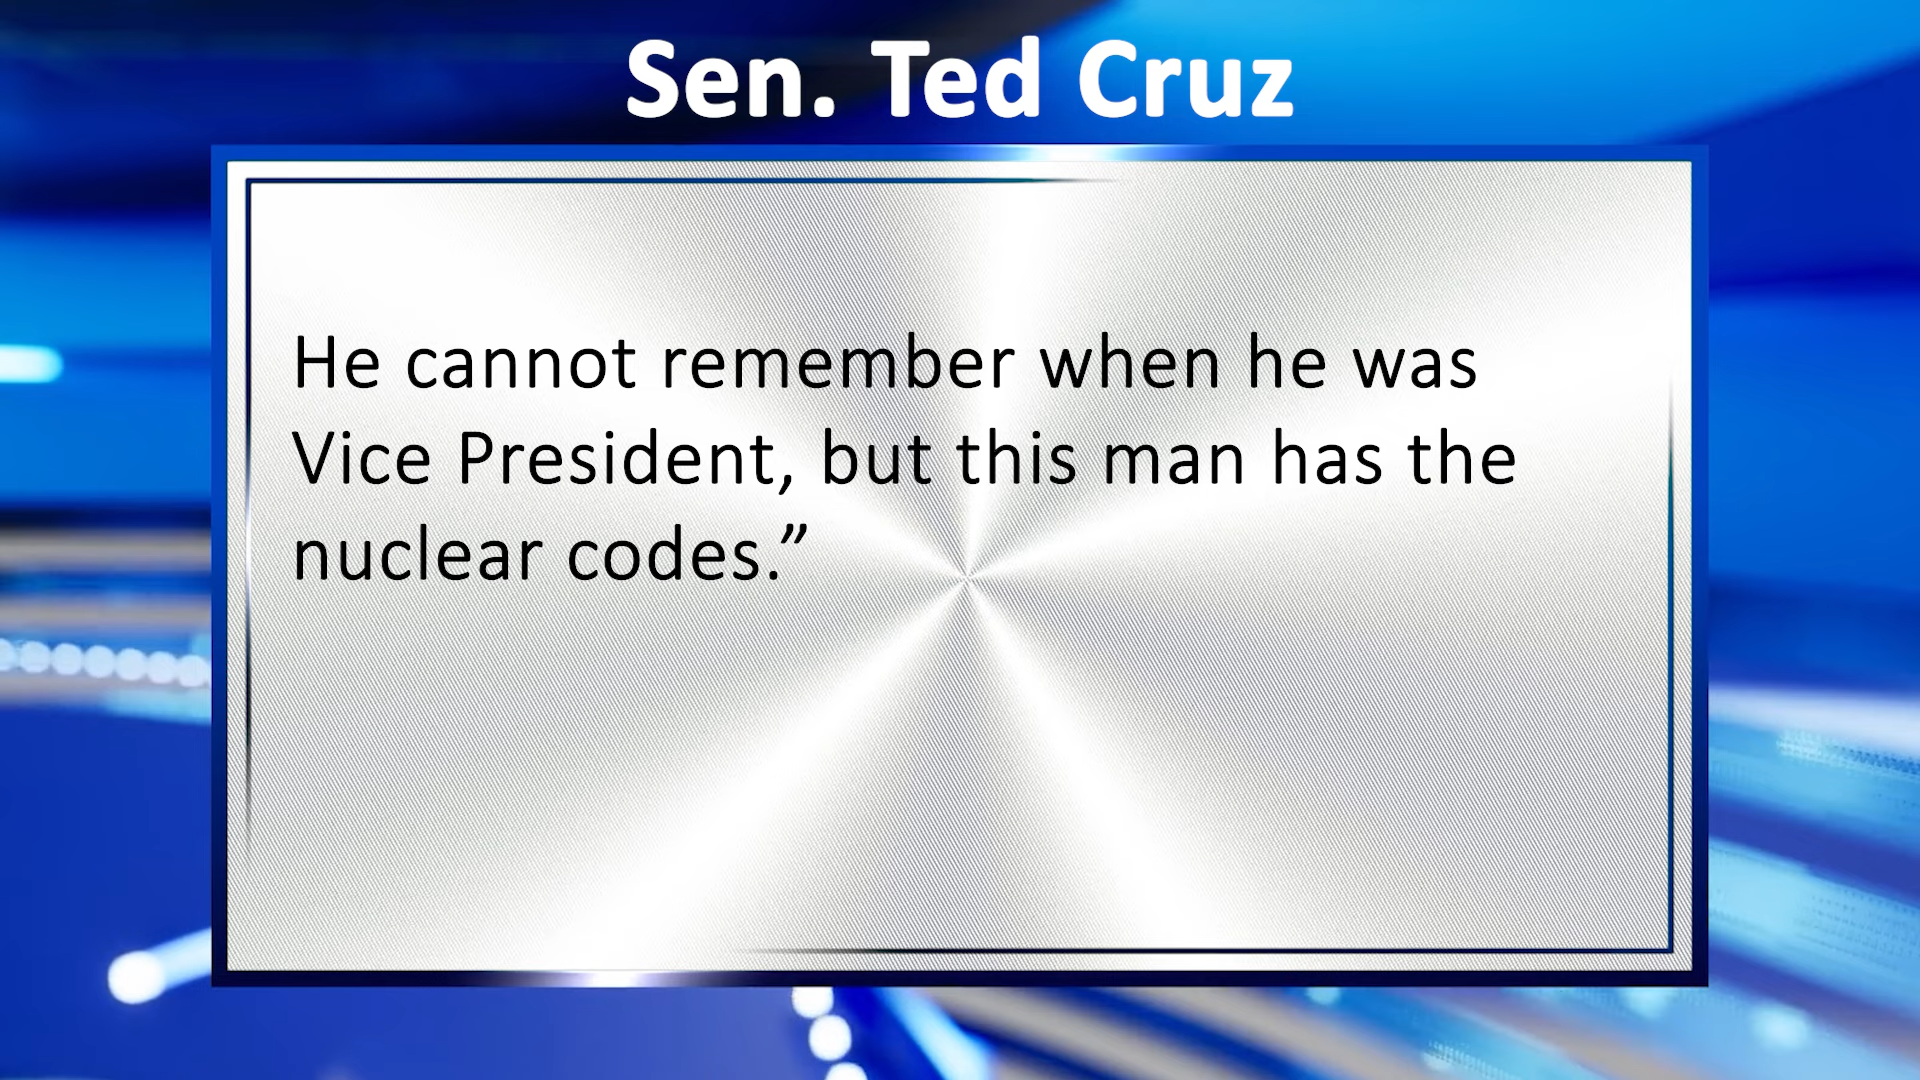 Sen. Ted Cruz
He cannot remember when he was
Vice President, but this man has the
nuclear codes.”